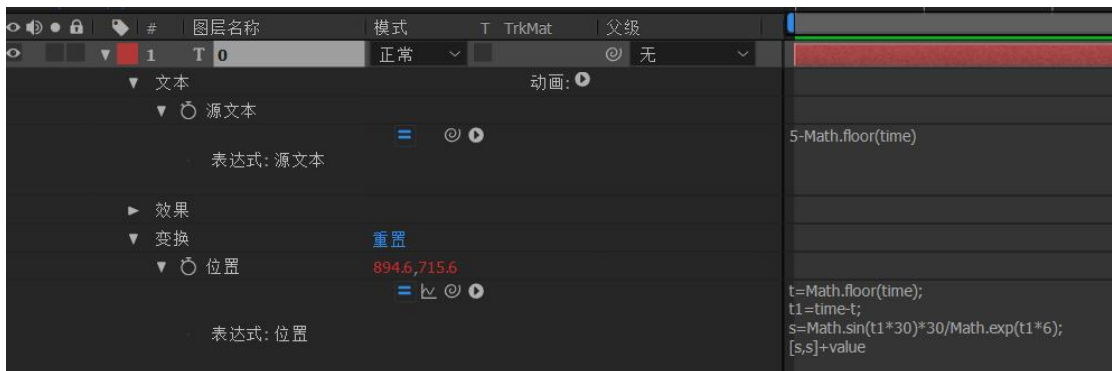 # 图层名称 模式 T TrkMat 父级
1 T 0 正常 无
文本 动画:
源文本
5-Math.floor(time)
表达式: 源文本
效果
变换 重置
位置 894.6,715.6
t=Math.floor(time);
t1=time-t;
s=Math.sin(t1*30)*30/Math.exp(t1*6);
表达式: 位置
[s,s]+value